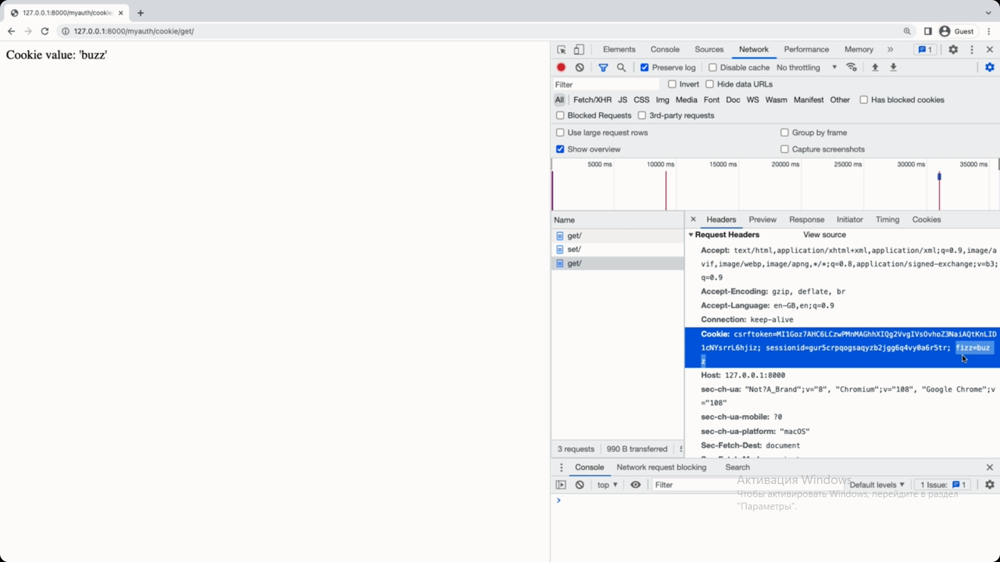 127.0.0.1:8000/myauth/cookie
127.0.0.1:8000/myauth/cookie/get/
Guest
Cookie value: 'buzz'
Elements Console Sources Network Performance Memory » 1
Preserve log Disable cache No throttling
Filter Invert Hide data URLs
All Fetch/XHR JS CSS Img Media Font Doc WS Wasm Manifest Other Has blocked cookies
Blocked Requests 3rd-party requests
Use large request rows Group by frame
Show overview Capture screenshots
5000 ms 10000 ms 15000 ms 20000 ms 25000 ms 30000 ms 35000 ms
Name
get/
set/
get/
3 requests 990 B transferred
Headers Preview Response Initiator Timing Cookies
Request Headers View source
Accept: text/html,application/xhtml+xml,application/xml;q=0.9,image/a
vif,image/webp,image/apng,*/*;q=0.8,application/signed-exchange;v=b3;
q=0.9
Accept-Encoding: gzip, deflate, br
Accept-Language: en-GB,en;q=0.9
Connection: keep-alive
Cookie: csrftoken=MI1Goz7AHC6LCzwPMnMAGhhXIQg2VvgIVsOvhoZ3NaiAQtKnLID
1cNYsrrL6hjiz; sessionid=gur5crpqogsaqyzb2jgg6q4vy0a6r5tr; fizz=buz
z
Host: 127.0.0.1:8000
sec-ch-ua: "Not?A_Brand";v="8", "Chromium";v="108", "Google Chrome";v
="108"
sec-ch-ua-mobile: ?0
sec-ch-ua-platform: "macOS"
Sec-Fetch-Dest: document
Console Network request blocking Search
top Filter Default levels 1 Issue: 1
Активация Windows
Чтобы активировать Windows, перейдите в раздел
"Параметры".